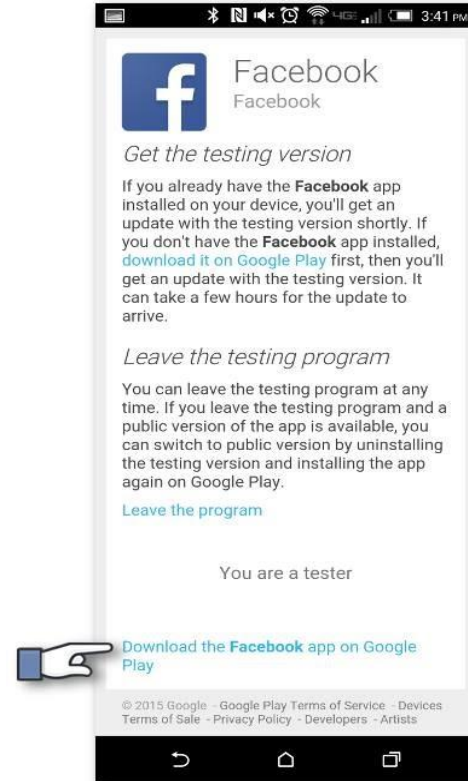 4G 3:41 PM
Facebook
Facebook
Get the testing version
If you already have the Facebook app
installed on your device, you'll get an
update with the testing version shortly. If
you don't have the Facebook app installed,
download it on Google Play first, then you'll
get an update with the testing version. It
can take a few hours for the update to
arrive.
Leave the testing program
You can leave the testing program at any
time. If you leave the testing program and a
public version of the app is available, you
can switch to public version by uninstalling
the testing version and installing the app
again on Google Play.
Leave the program
You are a tester
Download the Facebook app on Google
Play
© 2015 Google - Google Play Terms of Service - Devices
Terms of Sale - Privacy Policy - Developers - Artists